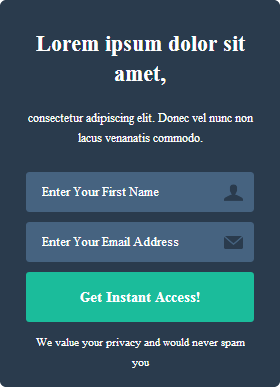 Lorem ipsum dolor sit
amet,
consectetur adipiscing elit. Donec vel nunc non
lacus venanatis commodo.
Enter Your First Name
Enter Your Email Address
Get Instant Access!
We value your privacy and would never spam
you